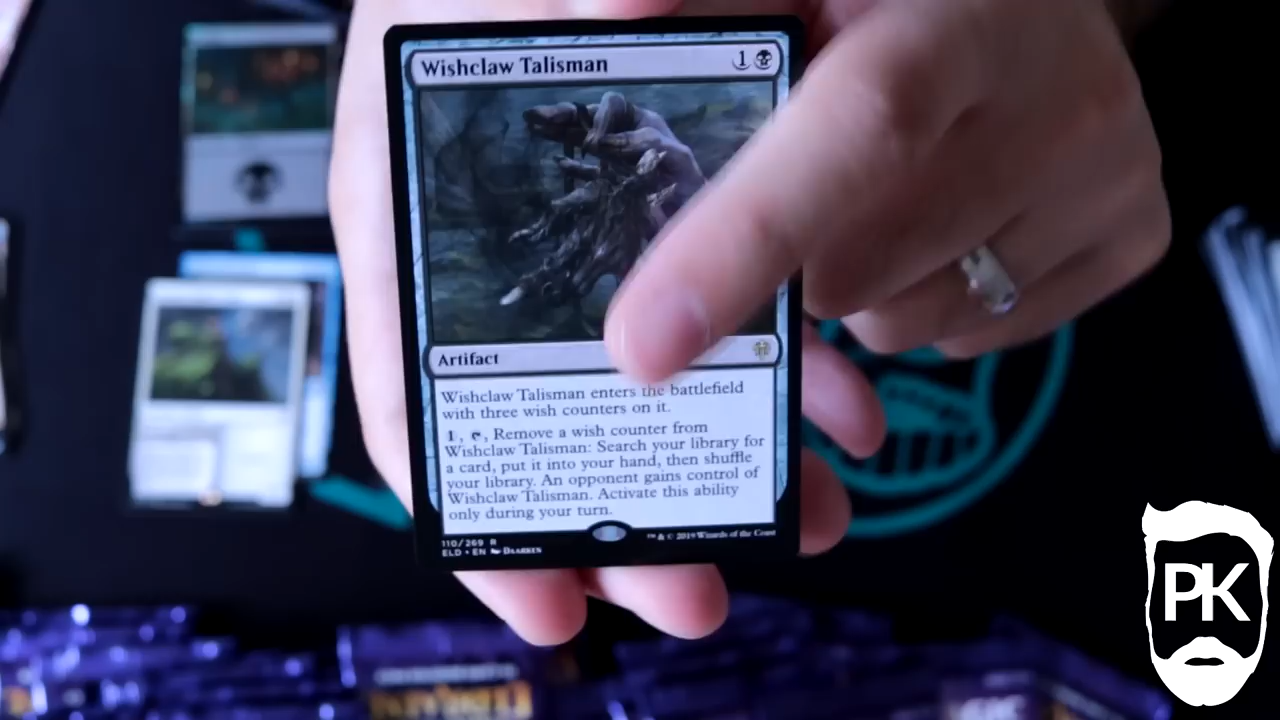 Wishclaw Talisman 1
Artifact
Wishclaw Talisman enters the battlefield
with three wish counters on it.
1, , Remove a wish counter from
Wishclaw Talisman: Search your library for
a card, put it into your hand, then shuffle
your library. An opponent gains control of
Wishclaw Talisman. Activate this ability
only during your turn.
110/269 R
ELD • EN DAARKEN
™ & © 2019 Wizards of the Coast
PK